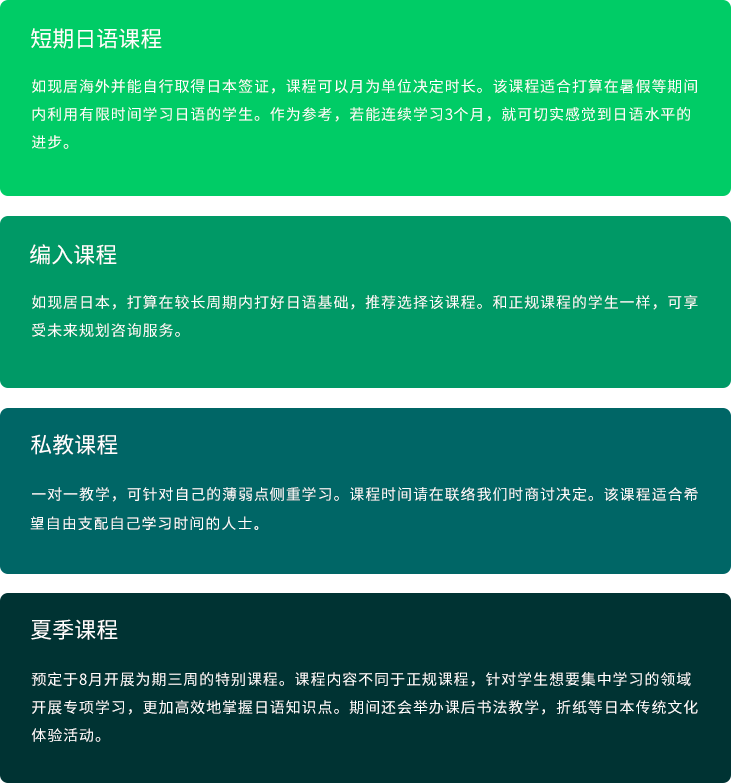 短期日语课程
如现居海外并能自行取得日本签证，课程可以月为单位决定时长。该课程适合打算在暑假等期间
内利用有限时间学习日语的学生。作为参考，若能连续学习3个月，就可切实感觉到日语水平的
进步。
编入课程
如现居日本，打算在较长周期内打好日语基础，推荐选择该课程。和正规课程的学生一样，可享
受未来规划咨询服务。
私教课程
一对一教学，可针对自己的薄弱点侧重学习。课程时间请在联络我们时商讨决定。该课程适合希
望自由支配自己学习时间的人士。
夏季课程
预定于8月开展为期三周的特别课程。课程内容不同于正规课程，针对学生想要集中学习的领域
开展专项学习，更加高效地掌握日语知识点。期间还会举办课后书法教学，折纸等日本传统文化
体验活动。